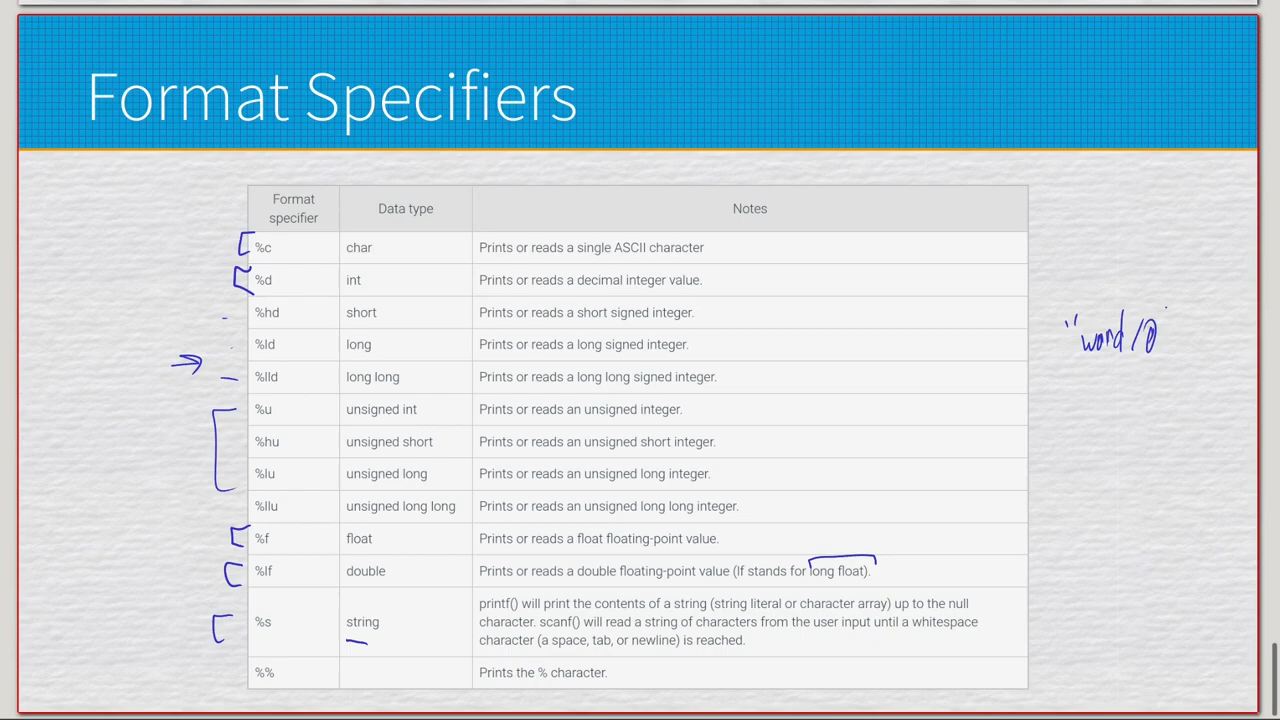 Format Specifiers
Format specifier | Data type | Notes
%c | char | Prints or reads a single ASCII character
%d | int | Prints or reads a decimal integer value.
%hd | short | Prints or reads a short signed integer.
%ld | long | Prints or reads a long signed integer.
%lld | long long | Prints or reads a long long signed integer.
%u | unsigned int | Prints or reads an unsigned integer.
%hu | unsigned short | Prints or reads an unsigned short integer.
%lu | unsigned long | Prints or reads an unsigned long integer.
%llu | unsigned long long | Prints or reads an unsigned long long integer.
%f | float | Prints or reads a float floating-point value.
%lf | double | Prints or reads a double floating-point value (lf stands for long float).
%s | string | printf() will print the contents of a string (string literal or character array) up to the null
character. scanf() will read a string of characters from the user input until a whitespace
character (a space, tab, or newline) is reached.
%% | Prints the % character.
"word/0